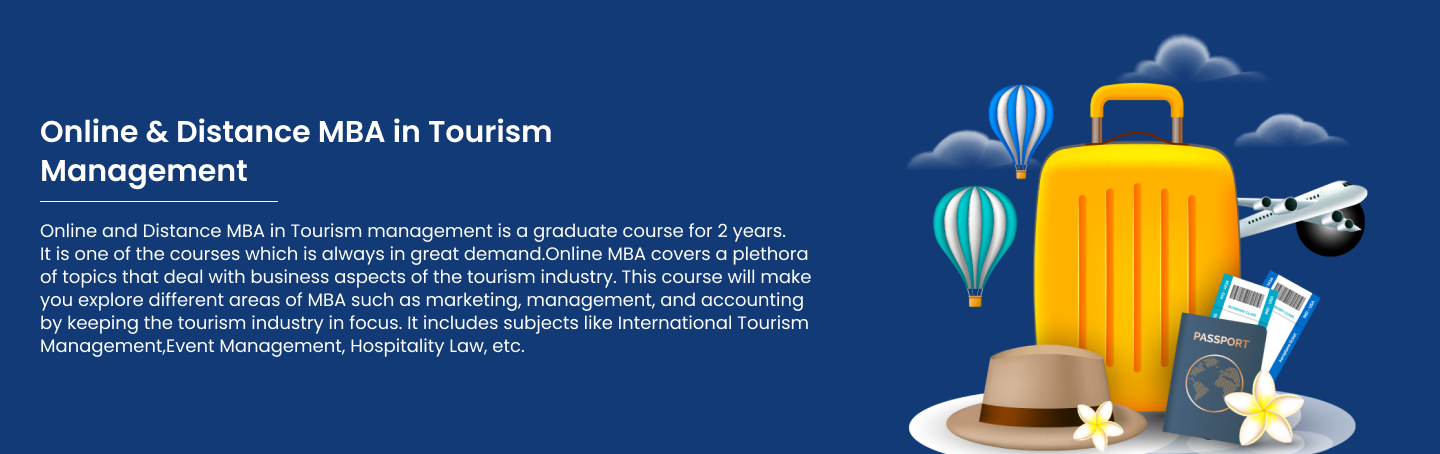 Online & Distance MBA in Tourism
Management
Online and Distance MBA in Tourism management is a graduate course for 2 years.
It is one of the courses which is always in great demand.Online MBA covers a plethora
of topics that deal with business aspects of the tourism industry. This course will make
you explore different areas of MBA such as marketing, management, and accounting
by keeping the tourism industry in focus. It includes subjects like International Tourism
Management,Event Management, Hospitality Law, etc.
PASSPORT